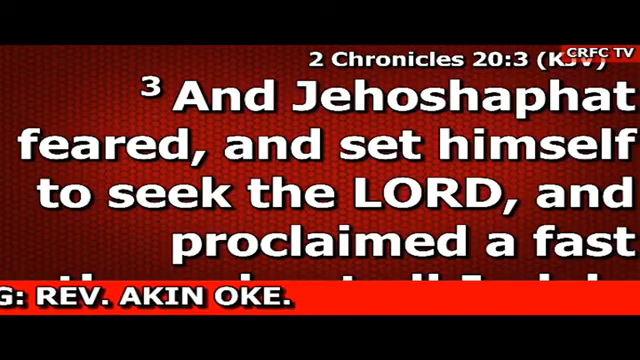 CRFC TV
2 Chronicles 20:3 (KJV)
3 And Jehoshaphat
feared, and set himself
to seek the LORD, and
proclaimed a fast
G: REV. AKIN OKE.